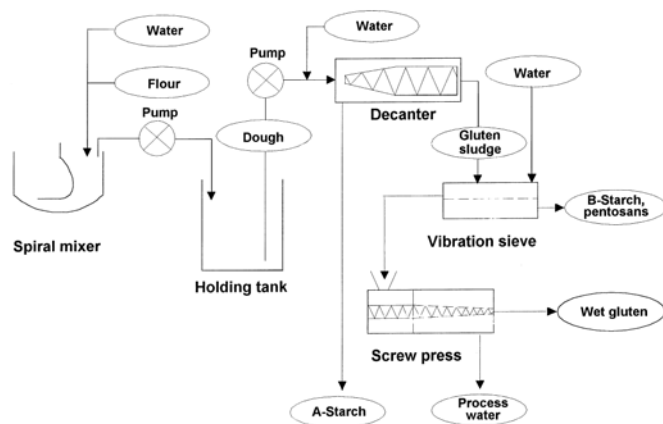 Water
Flour
Pump
Spiral mixer
Holding tank
Pump
Dough
Water
Decanter
Water
Gluten
sludge
B-Starch,
pentosans
Vibration sieve
Wet gluten
Screw press
A-Starch
Process
water